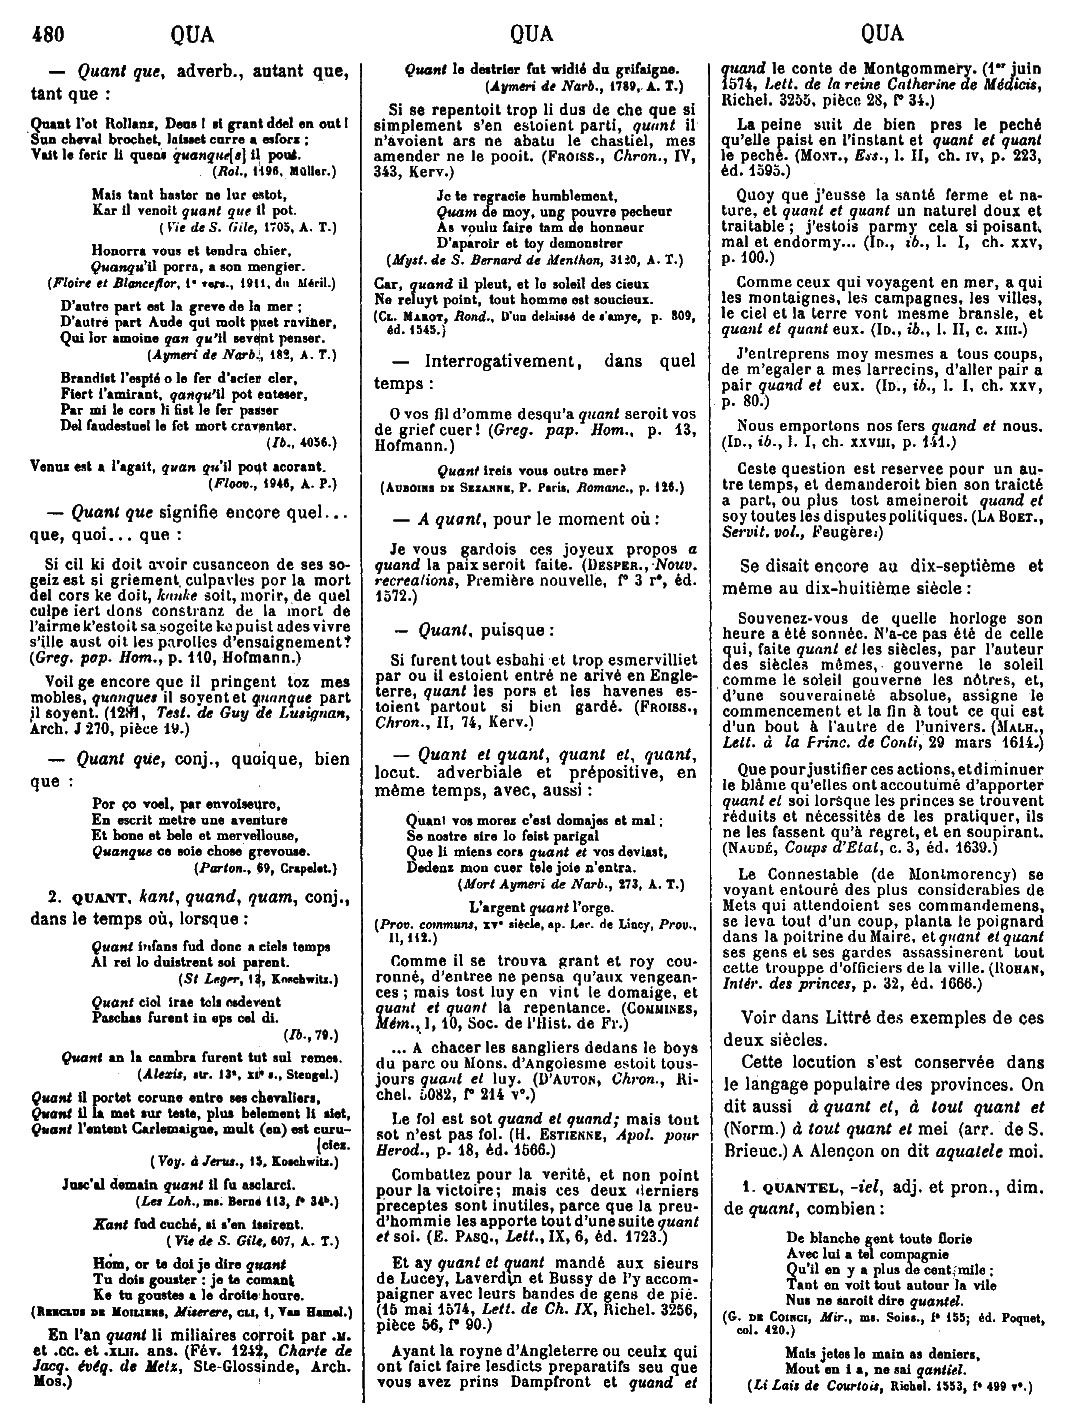 480 QUA QUA QUA
— Quant que, adverb., autant que,
tant que :
Quant l'ot Rollanz, Deus ! si grant doel en out !
Sun cheval brochet, laisset curre a esforz ;
Vait le ferir li quens quanque[s] il pout.
(Rol., 1196, Müller.)
Mais tant haster ne lur estot,
Kar il venoit quant que il pot.
(Vie de S. Gile, 1705, A. T.)
Honorra vous et tendra chier,
Quanqu'il porra, a son mengier.
(Floire et Blanceflor, 1e vers., 1911, du Méril.)
D'autre part est la greve de la mer ;
D'autre part Aude qui molt puet raviner,
Qui lor amoine qan qu'il sevent penser.
(Aymeri de Narb., 182, A. T.)
Brandist l'espié o le fer d'acier cler,
Fiert l'amirant, qanqu'il pot enteser,
Par mi le cors li fist le fer passer
Del faudestuel le fet mort craventer.
(Ib., 4056.)
Venus est a l'agait, quan qu'il pout acorant.
(Floov., 1946, A. P.)
— Quant que signifie encore quel...
que, quoi... que :
Si cil ki doit avoir cusanceon de ses so-
geiz est si griement culpavles por la mort
del cors ke doit, kanke soit, morir, de quel
culpe iert dons constranz de la mort de
l'airme k'estoit sa sogeite ke puist ades vivre
s'ille aust oit les parolles d'ensaignement ?
(Greg. pap. Hom., p. 110, Hofmann.)
Voil ge encore que il pringent toz mes
mobles, quanques il soyent et quanque part
il soyent. (1281, Test. de Guy de Lusignan,
Arch. J 270, pièce 19.)
— Quant que, conj., quoique, bien
que :
Por ço voel, par envoiseure,
En escrit metre une aventure
Et bone et bele et mervellouse,
Quanque ce soie chose grevouse.
(Parton., 69, Crapelet.)
2. QUANT, kant, quand, quam, conj.,
dans le temps où, lorsque :
Quant infans fud donc a ciels temps
Al rei lo duistrent soi parent.
(St Leger, 13, Koschwitz.)
Quant ciel irae tels esdevent
Paschas furent in eps cel di.
(Ib., 79.)
Quant an la cambra furent tut sul remes.
(Alexis, str. 13a, xie s., Stengel.)
Quant il portet corune entre ses chevaliers,
Quant il la met sur teste, plus belement li siet,
Quant l'entent Carlemaigne, mult (en) est curu-
[ciez.
(Voy. à Jerus., 15, Koschwitz.)
Jusc'al demain quant il fu asclarci.
(Les Loh., ms. Berne 113, f° 34b.)
Kant fud cuché, si s'en issirent.
(Vie de S. Gile, 607, A. T.)
Hom, or te doi je dire quant
Tu dois gouster : je te comant
Ke tu goustes a le droite houre.
(RENCLUS DE MOILIENS, Miserere, CLI, 1, Van Hamel.)
En l'an quant li miliaires corroit par .M.
et .CC. et .XLII. ans. (Fév. 1242, Charte de
Jacq. évéq. de Metz, Ste-Glossinde, Arch.
Mos.)
Quant le destrier fut widié du grifaigne.
(Aymeri de Narb., 1789, A. T.)
Si se repentoit trop li dus de che que si
simplement s'en estoient parti, quant il
n'avoient ars ne abatu le chastiel, mes
amender ne le pooit. (FROISS., Chron., IV,
343, Kerv.)
Je te regracie humblement,
Quam de moy, ung pouvre pecheur
As voulu faire tam de honneur
D'aparoir et toy demonstrer
(Myst. de S. Bernard de Menthon, 3120, A. T.)
Car, quand il pleut, et le soleil des cieux
Ne reluyt point, tout homme est soucieux.
(CL. MAROT, Rond., D'un delaissé de s'amye, p. 309,
éd. 1545.)
— Interrogativement, dans quel
temps :
O vos fil d'omme desqu'a quant seroit vos
de grief cuer ! (Greg. pap. Hom., p. 13,
Hofmann.)
Quant ireis vous outre mer ?
(AUBOINS DE SEZANNE, P. Paris, Romanc., p. 126.)
— A quant, pour le moment où :
Je vous gardois ces joyeux propos a
quand la paix seroit faite. (DESPER., Nouv.
recreations, Première nouvelle, f° 3 r°, éd.
1572.)
— Quant, puisque :
Si furent tout esbahi et trop esmervilliet
par ou il estoient entré ne arivé en Engle-
terre, quant les pors et les havenes es-
toient partout si bien gardé. (FROISS.,
Chron., II, 74, Kerv.)
— Quant et quant, quant et, quant,
locut. adverbiale et prépositive, en
même temps, avec, aussi :
Quant vos morez c'est domajes et mal ;
Se nostre sire lo feist parigal
Que li miens cors quant et vos deviast,
Dedenz mon cuer tele joie n'entra.
(Mort Aymeri de Narb., 273, A. T.)
L'argent quant l'orge.
(Prov. communs, xve siècle, ap. Ler. de Lincy, Prov.,
II, 112.)
Comme il se trouva grant et roy cou-
ronné, d'entree ne pensa qu'aux vengean-
ces ; mais tost luy en vint le domaige, et
quant et quant la repentance. (COMMINES,
Mém., I, 10, Soc. de l'Hist. de Fr.)
... A chacer les sangliers dedans le boys
du parc ou Mons. d'Angolesme estoit tous-
jours quant et luy. (D'AUTON, Chron., Ri-
chel. 5082, f° 214 v°.)
Le fol est sot quand et quand; mais tout
sot n'est pas fol. (H. ESTIENNE, Apol. pour
Herod., p. 18, éd. 1566.)
Combattez pour la verité, et non point
pour la victoire; mais ces deux derniers
preceptes sont inutiles, parce que la preu-
d'hommie les apporte tout d'une suite quant
et soi. (E. PASQ., Lett., IX, 6, éd. 1723.)
Et ay quant et quant mandé aux sieurs
de Lucey, Laverdin et Bussy de l'y accom-
paigner avec leurs bandes de gens de pié.
(15 mai 1574, Lett. de Ch. IX, Richel. 3256,
pièce 56, f° 90.)
Ayant la royne d'Angleterre ou ceulx qui
ont faict faire lesdicts preparatifs seu que
vous avez prins Dampfront et quand et
quand le conte de Montgommery. (1er juin
1574, Lett. de la reine Catherine de Médicis,
Richel. 3255, pièce 28, f° 34.)
La peine suit de bien pres le peché
qu'elle paist en l'instant et quant et quant
le peché. (MONT., Ess., l. II, ch. IV, p. 223,
éd. 1595.)
Quoy que j'eusse la santé ferme et na-
ture, et quant et quant un naturel doux et
traitable ; j'estois parmy cela si poisant,
mal et endormy... (ID., ib., l. I, ch. XXV,
p. 100.)
Comme ceux qui voyagent en mer, a qui
les montaignes, les campagnes, les villes,
le ciel et la terre vont mesme bransle, et
quant et quant eux. (ID., ib., l. II, c. XIII.)
J'entreprens moy mesmes a tous coups,
de m'egaler a mes larrecins, d'aller pair a
pair quand et eux. (ID., ib., l. I, ch. XXV,
p. 80.)
Nous emportons nos fers quand et nous.
(ID., ib., l. I, ch. XXVIII, p. 141.)
Ceste question est reservee pour un au-
tre temps, et demanderoit bien son traicté
a part, ou plus tost ameineroit quand et
soy toutes les disputes politiques. (LA BOET.,
Servit. vol., Feugère.)
Se disait encore au dix-septième et
même au dix-huitième siècle :
Souvenez-vous de quelle horloge son
heure a été sonnée. N'a-ce pas été de celle
qui, faite quant et les siècles, par l'auteur
des siècles mêmes, gouverne le soleil
comme le soleil gouverne les nôtres, et,
d'une souveraineté absolue, assigne le
commencement et la fin à tout ce qui est
d'un bout à l'autre de l'univers. (MALH.,
Lett. à la Princ. de Conti, 29 mars 1614.)
Que pour justifier ces actions, et diminuer
le blâme qu'elles ont accoutumé d'apporter
quant et soi lorsque les princes se trouvent
réduits et nécessités de les pratiquer, ils
ne les fassent qu'à regret, et en soupirant.
(NAUDÉ, Coups d'Etat, c. 3, éd. 1639.)
Le Connestable (de Montmorency) se
voyant entouré des plus considerables de
Mets qui attendoient ses commandemens,
se leva tout d'un coup, planta le poignard
dans la poitrine du Maire, et quant et quant
ses gens et ses gardes assassinerent tout
cette trouppe d'officiers de la ville. (ROHAN,
Intér. des princes, p. 32, éd. 1666.)
Voir dans Littré des exemples de ces
deux siècles.
Cette locution s'est conservée dans
le langage populaire des provinces. On
dit aussi à quant et, à tout quant et
(Norm.) à tout quant et mei (arr. de S.
Brieuc.) A Alençon on dit aquatele moi.
1. QUANTEL, -iel, adj. et pron., dim.
de quant, combien :
De blanche gent toute florie
Avec lui a tel compagnie
Qu'il en y a plus de cent mile ;
Tant en voit tout autour la vile
Nus ne saroit dire quantel.
(G. DE COINCI, Mir., ms. Soiss., f° 155; éd. Poquet,
col. 420.)
Mais jetes le main as deniers,
Mout en i a, ne sai qantiel.
(Li Lais de Courtois, Richel. 1553, f° 499 v°.)